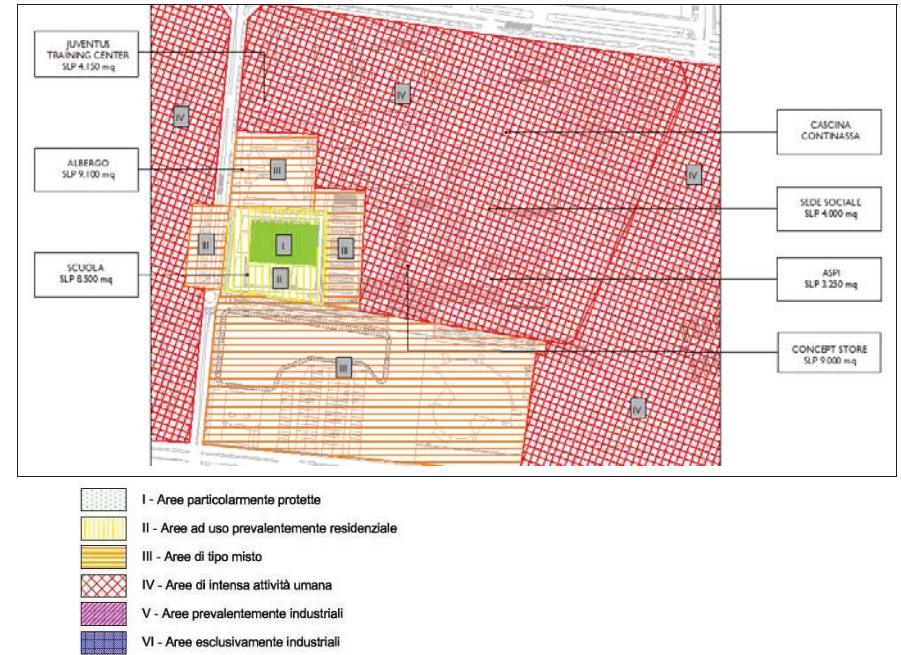 JUVENTUS
TRAINING CENTER
SLP 4.150 mq
ALBERGO
SLP 9.100 mq
SCUOLA
SLP 8.500 mq
IV
IV
III
IV
III
I
III
II
III
IV
CASCINA
CONTINASSA
SEDE SOCIALE
SLP 4.000 mq
ASPI
SLP 3.250 mq
CONCEPT STORE
SLP 9.000 mq
I - Aree particolarmente protette
II - Aree ad uso prevalentemente residenziale
III - Aree di tipo misto
IV - Aree di intensa attività umana
V - Aree prevalentemente industriali
VI - Aree esclusivamente industriali